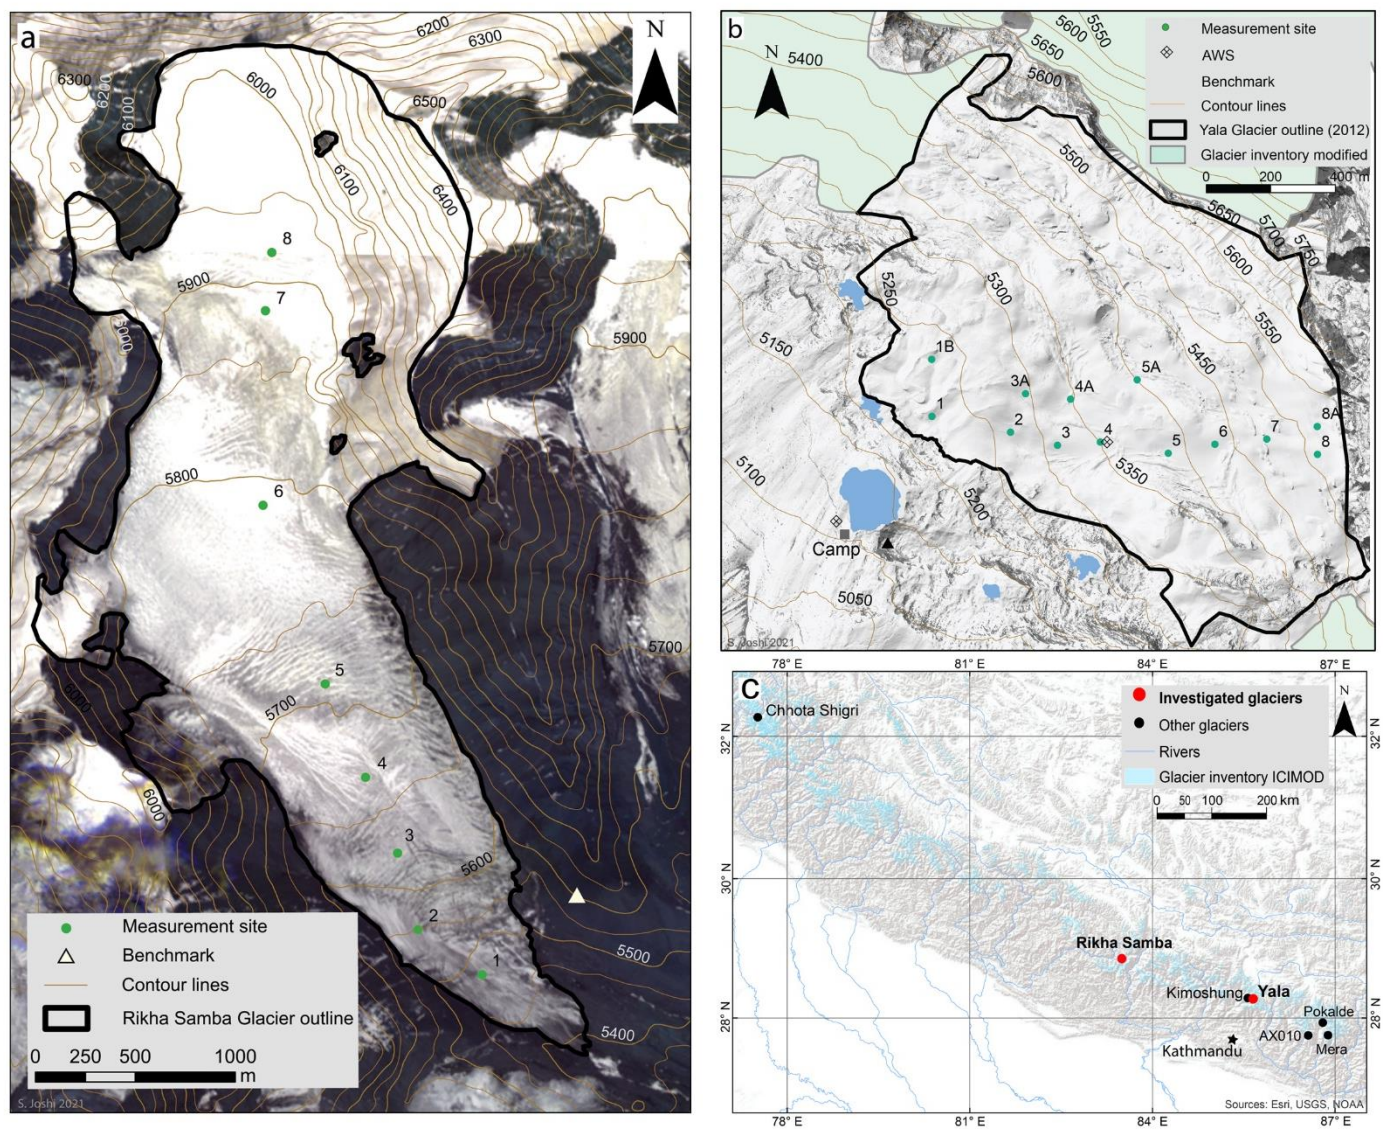 a
N
6200
6300
6300
6200
6100
6000
6500
6100
6400
8
5900
7
6000
5900
5800
6
5700
5
5700
6000
4
6000
3
5600
2
5500
1
5400
Measurement site
Benchmark
Contour lines
Rikha Samba Glacier outline
0 250 500 1000
m
S. Joshi 2021
b
N
5400
5650
5600
5550
5600
Measurement site
AWS
Benchmark
Contour lines
Yala Glacier outline (2012)
Glacier inventory modified
0 200 400 m
5500
5650
5700
5750
5600
5250
5300
5550
5150
1B
5450
5A
3A
4A
1
2
3
4
5
6
7
8A
8
5350
5100
5200
Camp
5050
S. Joshi 2021
78° E 81° E 84° E 87° E
C
Chhota Shigri
Investigated glaciers
Other glaciers
Rivers
Glacier inventory ICIMOD
0 50 100 200 km
N
32° N
32° N
30° N
30° N
Rikha Samba
Kimoshung
Yala
28° N
28° N
Pokalde
AX010
Mera
Kathmandu
Sources: Esri, USGS, NOAA
78° E 81° E 84° E 87° E